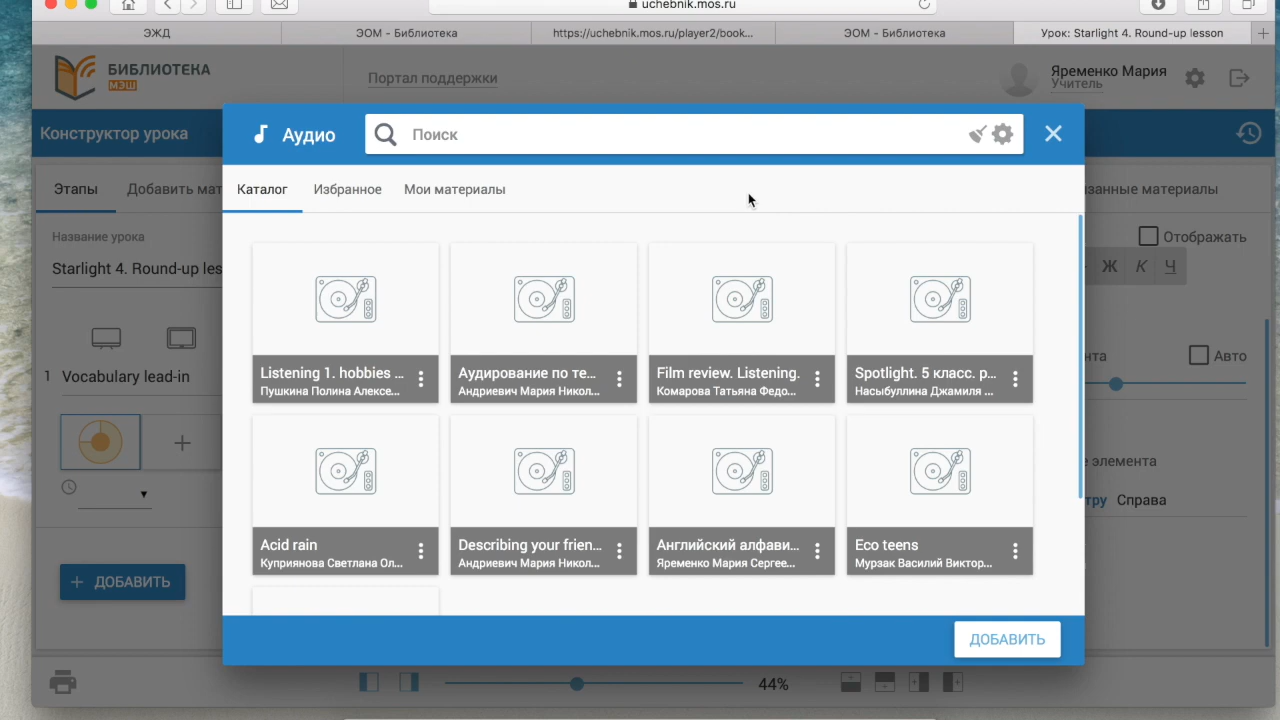 uchebnik.mos.ru
ЭЖД
ЭОМ - Библиотека
https://uchebnik.mos.ru/player2/book...
ЭОМ - Библиотека
Урок: Starlight 4. Round-up lesson
БИБЛИОТЕКА
МЭШ
Портал поддержки
Яременко Мария
Учитель
Конструктор урока
Аудио
Поиск
Этапы
Добавить мат
Каталог
Избранное
Мои материалы
занные материалы
Название урока
Отображать
Starlight 4. Round-up les
Ж К Ч
нта
Авто
1 Vocabulary lead-in
Listening 1. hobbies ...
Пушкина Полина Алексе...
Аудирование по те...
Андриевич Мария Никол...
Film review. Listening.
Комарова Татьяна Федо...
Spotlight. 5 класс. р...
Насыбуллина Джамиля ...
е элемента
тру Справа
Acid rain
Куприянова Светлана Ол...
Describing your frien...
Андриевич Мария Никол...
Английский алфави...
Яременко Мария Сергее...
Eco teens
Мурзак Василий Виктор...
+ ДОБАВИТЬ
ДОБАВИТЬ
44%